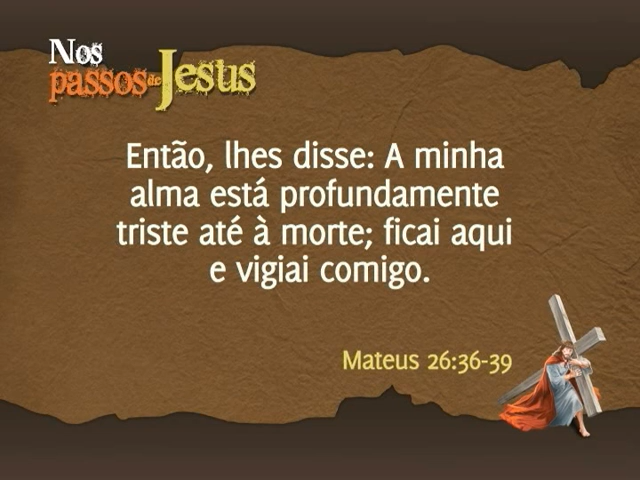 Nos
passos de Jesus
Então, lhes disse: A minha
alma está profundamente
triste até à morte; ficai aqui
e vigiai comigo.
Mateus 26:36-39